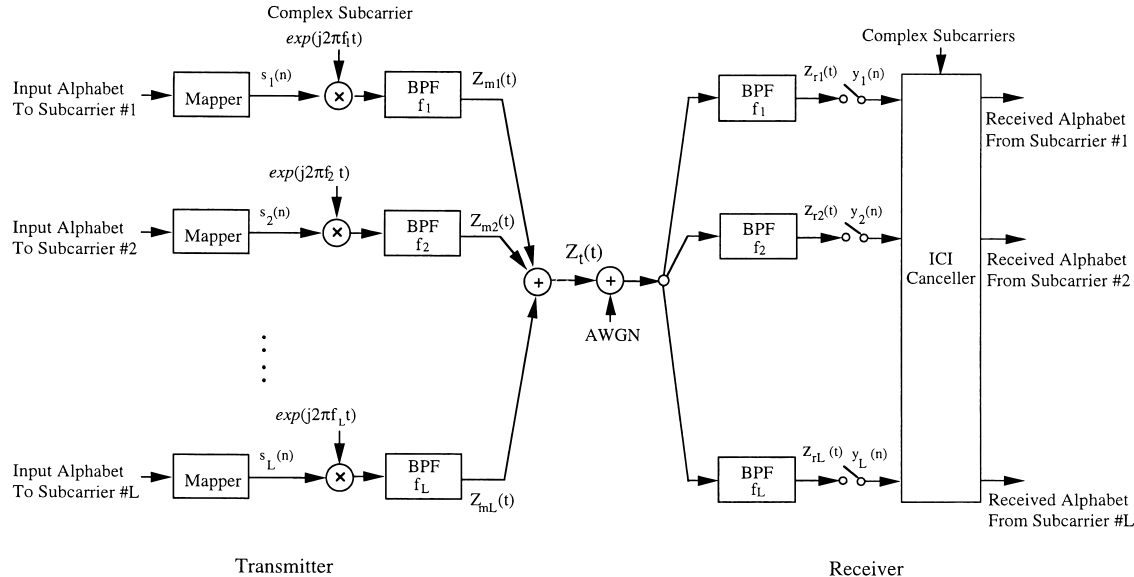 Complex Subcarrier
exp(j2πf1t)
Input Alphabet
To Subcarrier #1
Mapper
s1(n)
×
BPF
f1
Zm1(t)
exp(j2πf2 t)
Input Alphabet
To Subcarrier #2
Mapper
s2(n)
×
BPF
f2
Zm2(t)
exp(j2πfLt)
Input Alphabet
To Subcarrier #L
Mapper
sL(n)
×
BPF
fL
ZmL(t)
+
Zt(t)
+
AWGN
Complex Subcarriers
BPF
f1
Zr1(t)
y1(n)
BPF
f2
Zr2(t)
y2(n)
BPF
fL
ZrL (t)
yL(n)
ICI
Canceller
Received Alphabet
From Subcarrier #1
Received Alphabet
From Subcarrier #2
Received Alphabet
From Subcarrier #L
Transmitter
Receiver